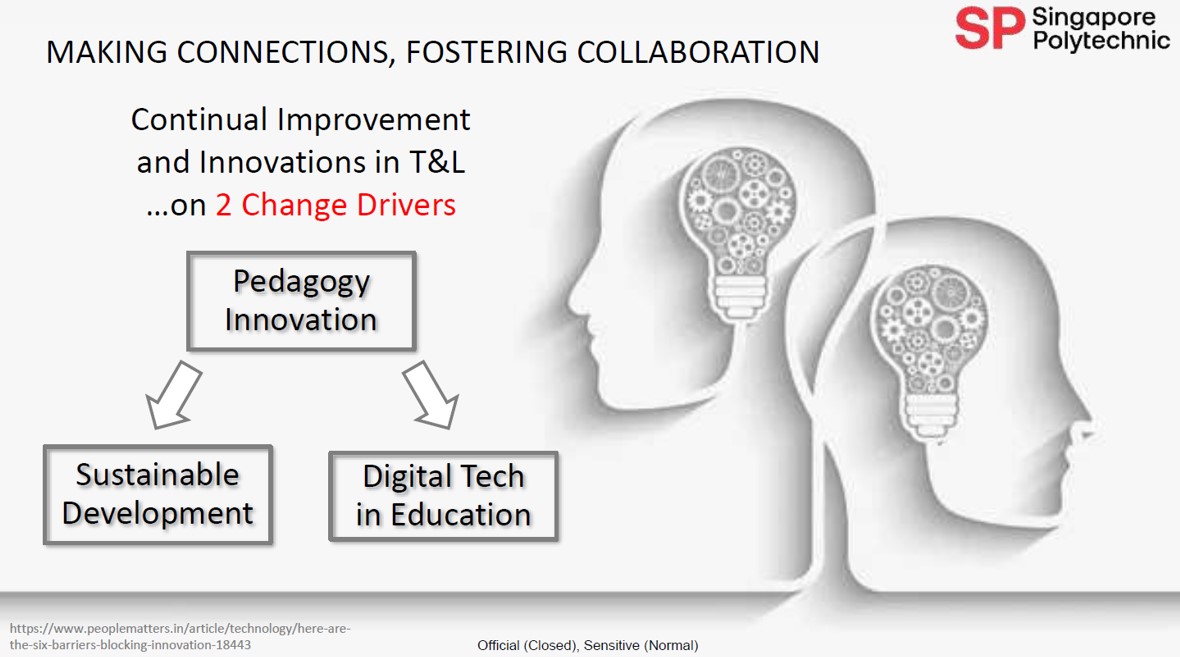 SP Singapore
Polytechnic
MAKING CONNECTIONS, FOSTERING COLLABORATION
Continual Improvement
and Innovations in T&L
...on 2 Change Drivers
Pedagogy
Innovation
Sustainable
Development
Digital Tech
in Education
https://www.peoplematters.in/article/technology/here-are-
the-six-barriers-blocking-innovation-18443
Official (Closed), Sensitive (Normal)